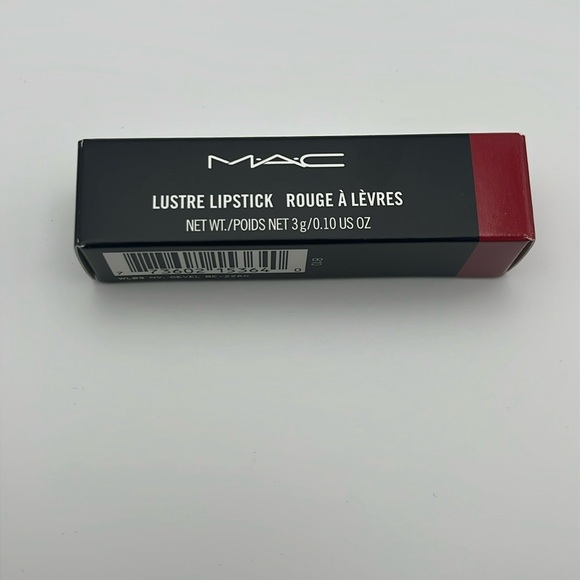 M·A·C
LUSTRE LIPSTICK ROUGE À LÈVRES
NET WT./POIDS NET 3 g/0.10 US OZ